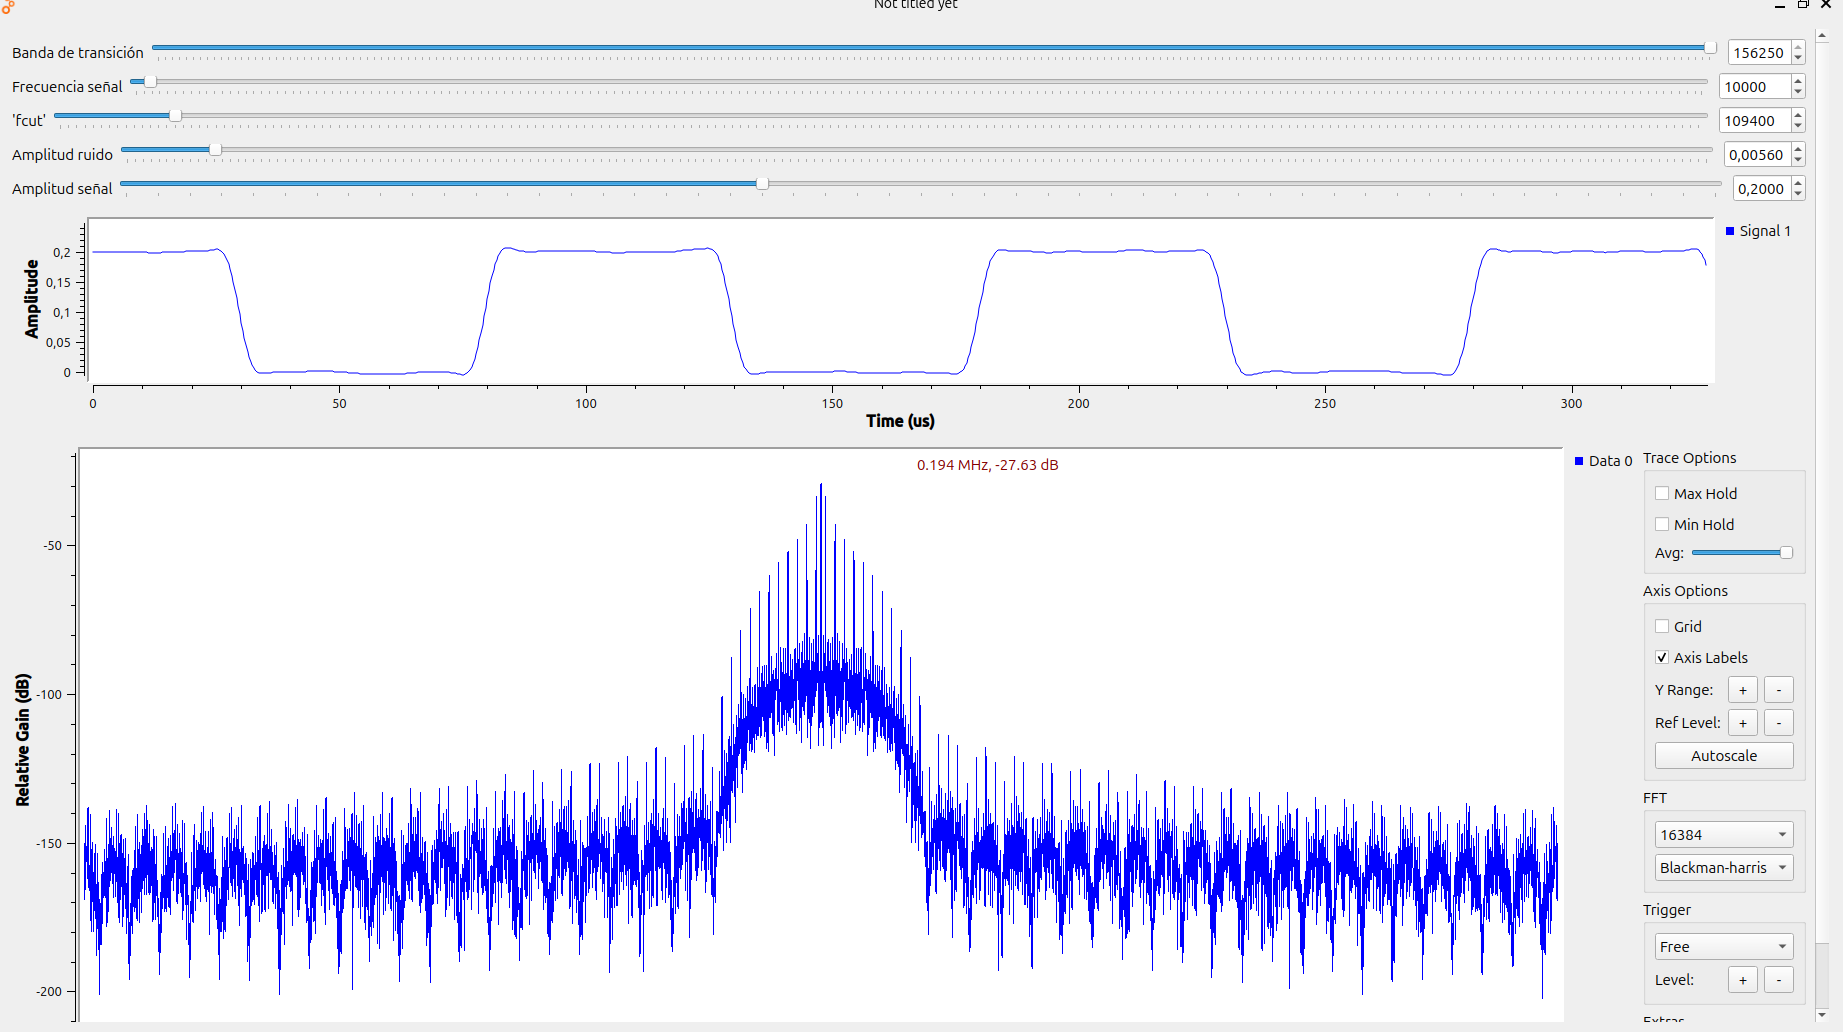 Not titled yet
Banda de transición 156250
Frecuencia señal 10000
'fcut' 109400
Amplitud ruido 0,00560
Amplitud señal 0,2000
Signal 1
Amplitude
0,2
0,15
0,1
0,05
0
0 50 100 150 200 250 300
Time (us)
0.194 MHz, -27.63 dB
Data 0
Relative Gain (dB)
-50
-100
-150
-200
Trace Options
Max Hold
Min Hold
Avg:
Axis Options
Grid
Axis Labels
Y Range: + -
Ref Level: + -
Autoscale
FFT
16384
Blackman-harris
Trigger
Free
Level: + -
Extras